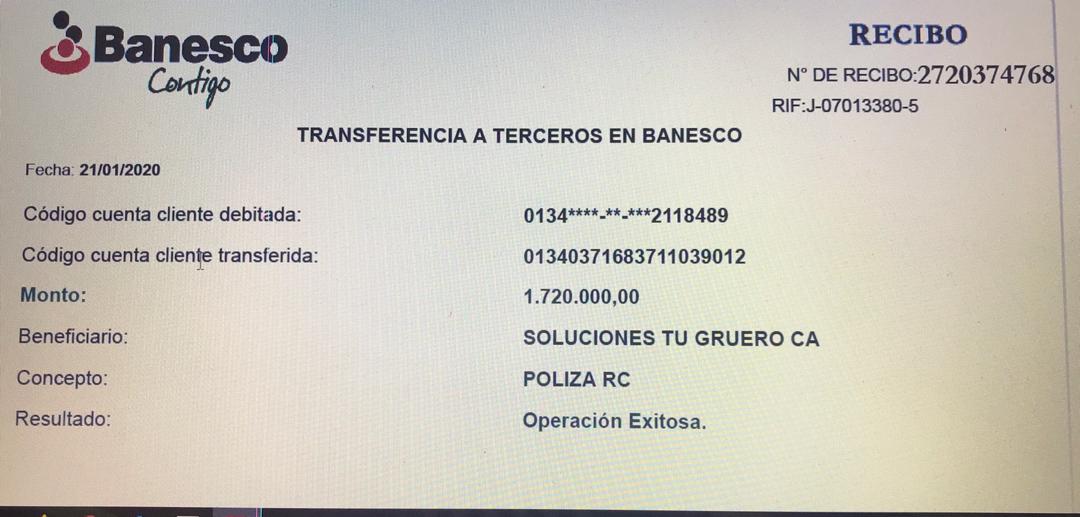 Banesco
Contigo
RECIBO
N° DE RECIBO:2720374768
RIF:J-07013380-5
TRANSFERENCIA A TERCEROS EN BANESCO
Fecha: 21/01/2020
Código cuenta cliente debitada: 0134****-**-***2118489
Código cuenta cliente transferida: 01340371683711039012
Monto: 1.720.000,00
Beneficiario: SOLUCIONES TU GRUERO CA
Concepto: POLIZA RC
Resultado: Operación Exitosa.